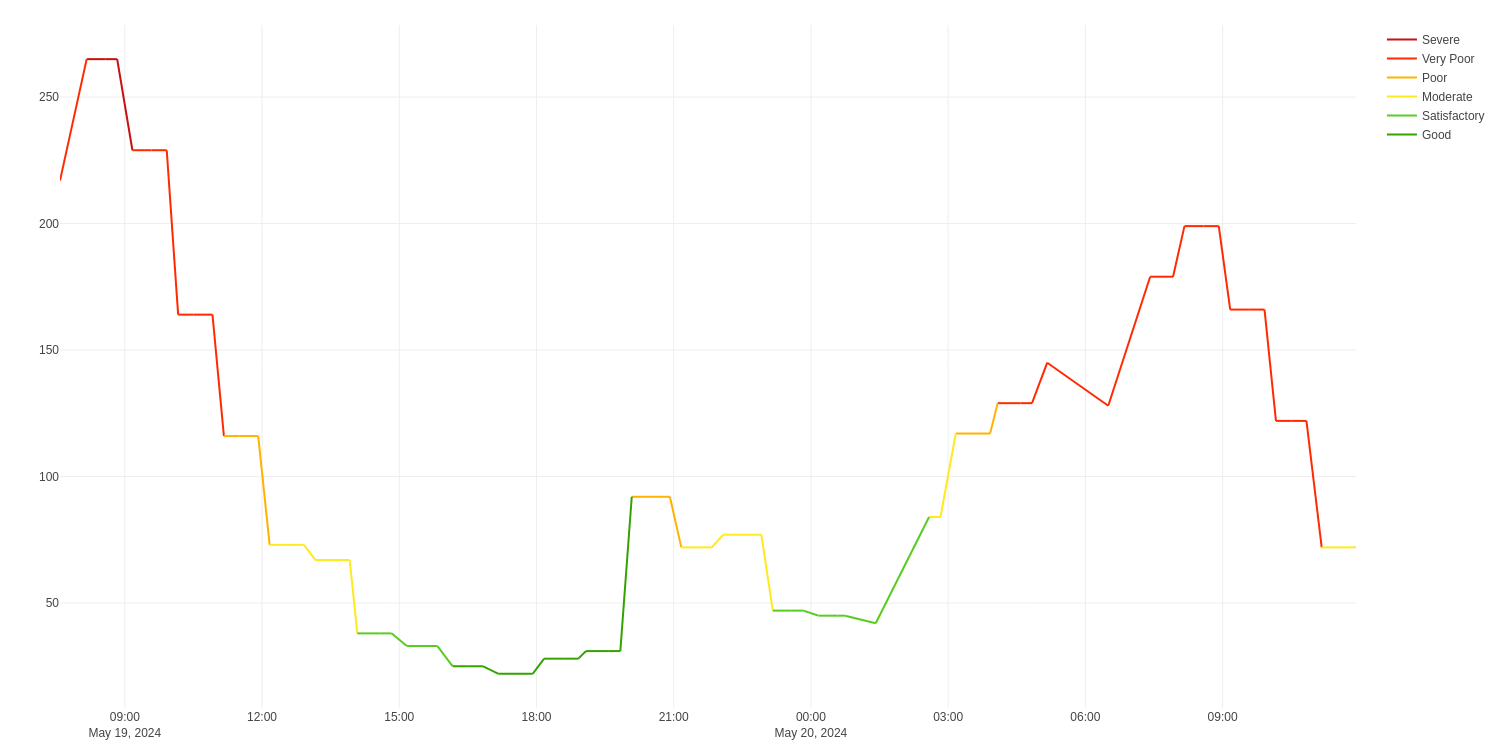 250
200
150
100
50
09:00
May 19, 2024
12:00
15:00
18:00
21:00
00:00
May 20, 2024
03:00
06:00
09:00
Severe
Very Poor
Poor
Moderate
Satisfactory
Good